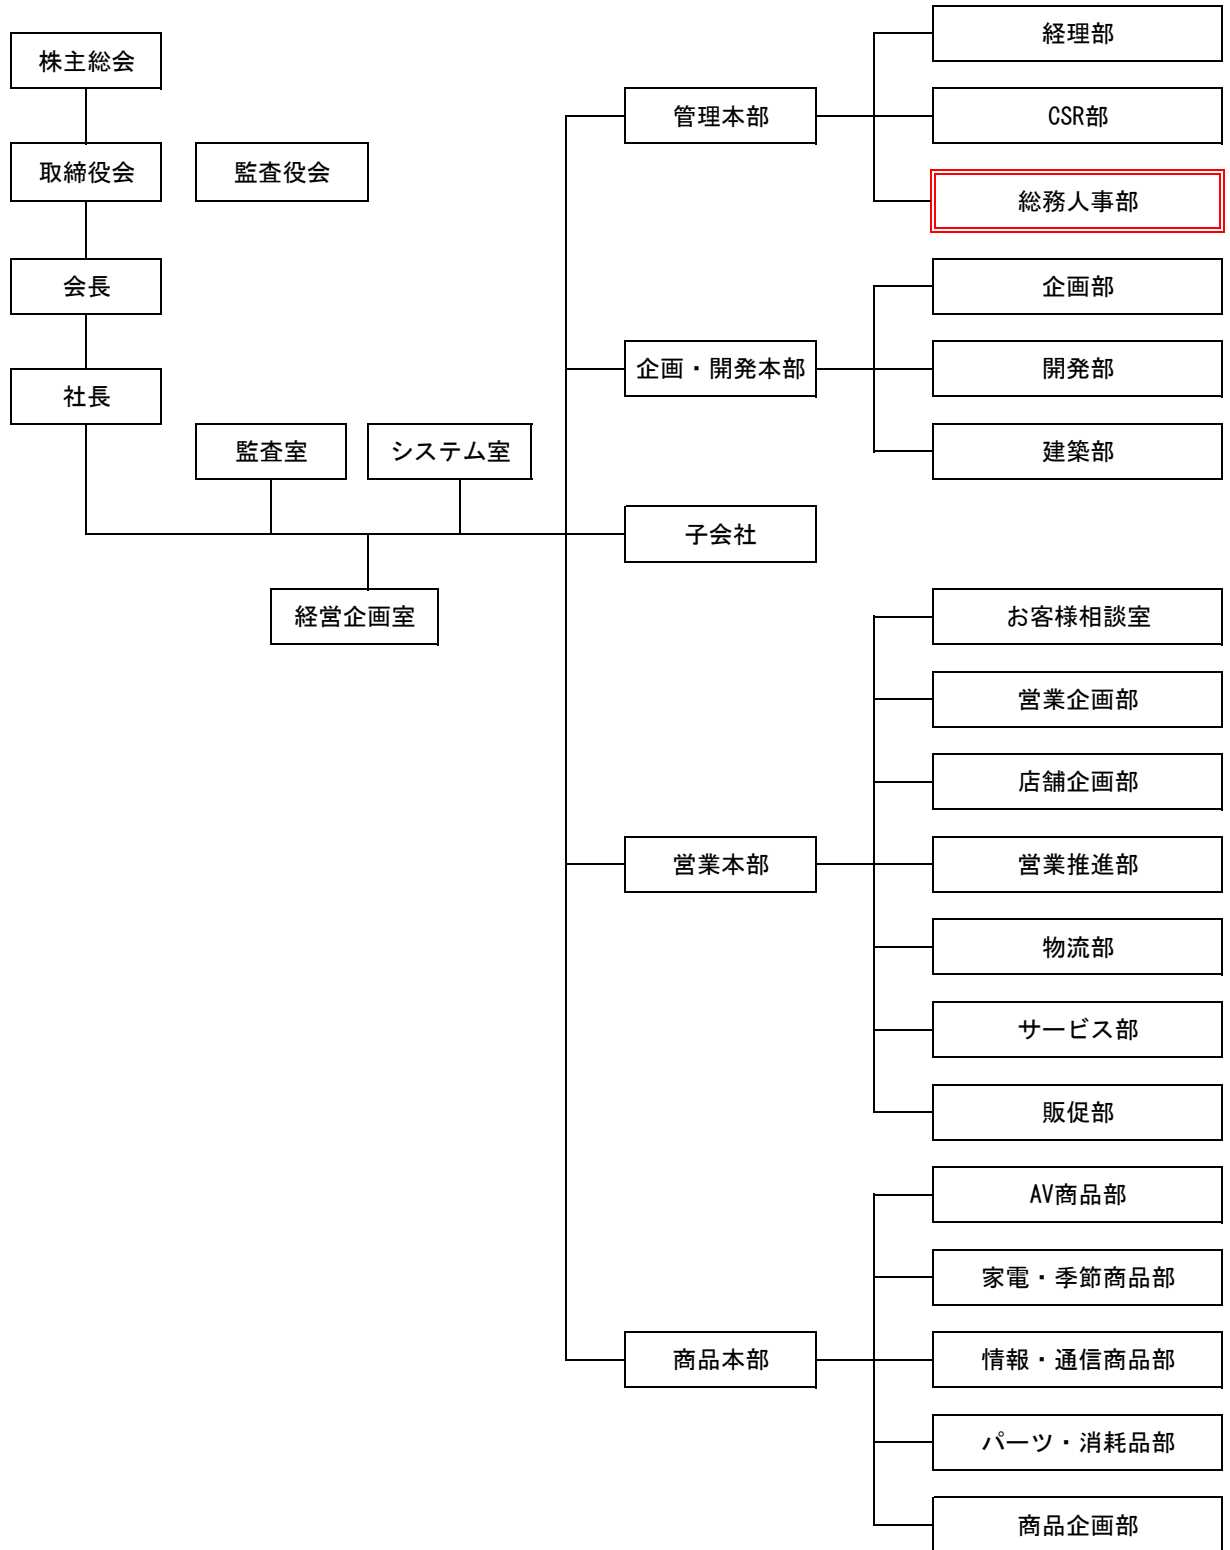 株主総会
取締役会
監査役会
会長
社長
監査室
システム室
経営企画室
管理本部
経理部
CSR部
総務人事部
企画・開発本部
企画部
開発部
建築部
子会社
営業本部
お客様相談室
営業企画部
店舗企画部
営業推進部
物流部
サービス部
販促部
商品本部
AV商品部
家電・季節商品部
情報・通信商品部
パーツ・消耗品部
商品企画部